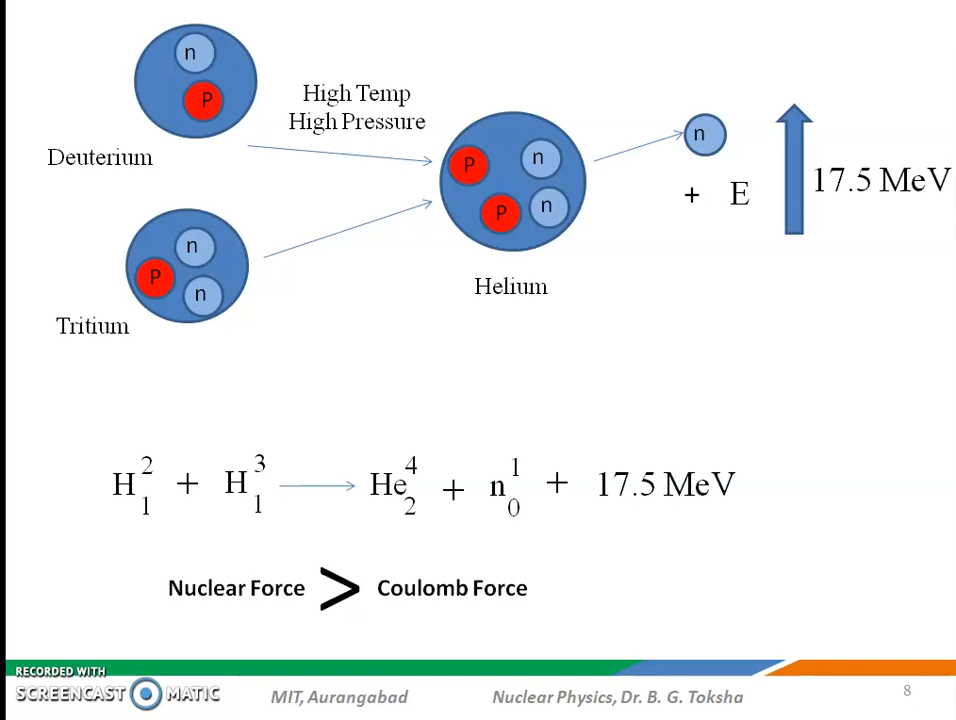 n
P
Deuterium
High Temp
High Pressure
P
n
P
n
Helium
n
+ E
17.5 MeV
n
P
n
Tritium
H 2 1 + H 3 1 → He 4 2 + n 1 0 + 17.5 MeV
Nuclear Force > Coulomb Force
RECORDED WITH
SCREENCAST MATIC
MIT, Aurangabad
Nuclear Physics, Dr. B. G. Toksha
8